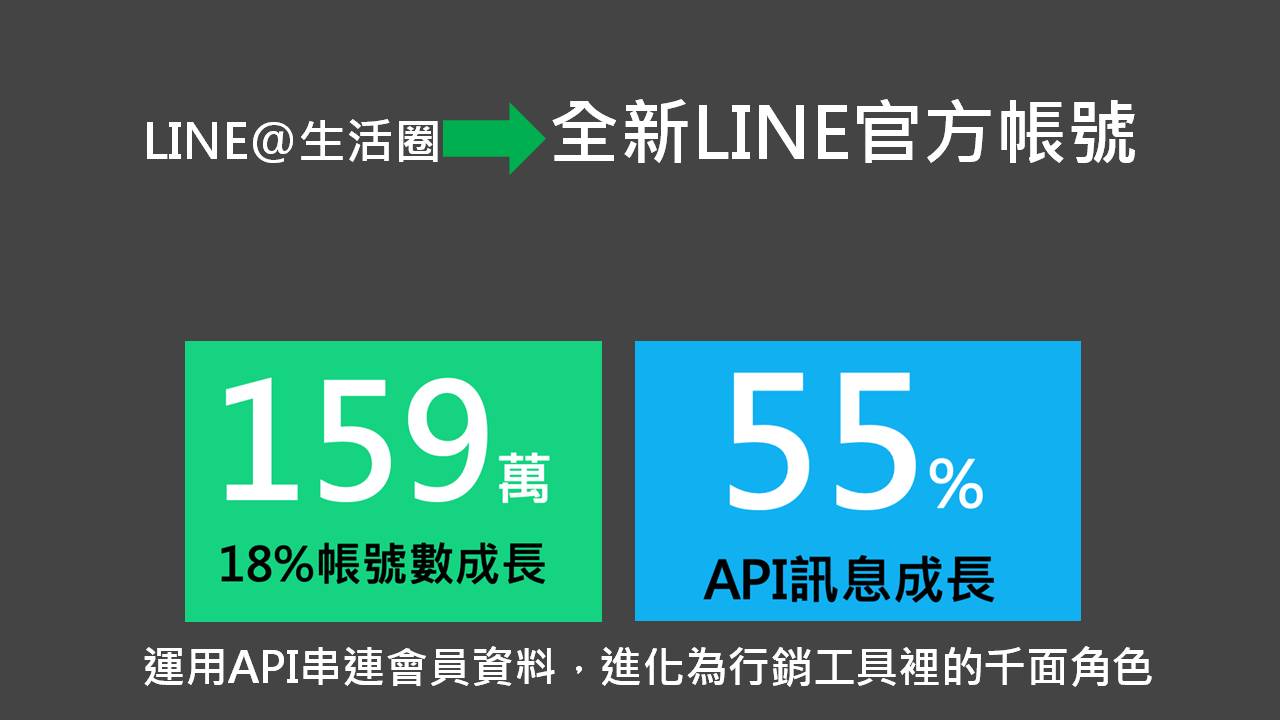 LINE@生活圈 全新LINE官方帳號
159萬
18%帳號數成長
55%
API訊息成長
運用API串連會員資料，進化為行銷工具裡的千面角色